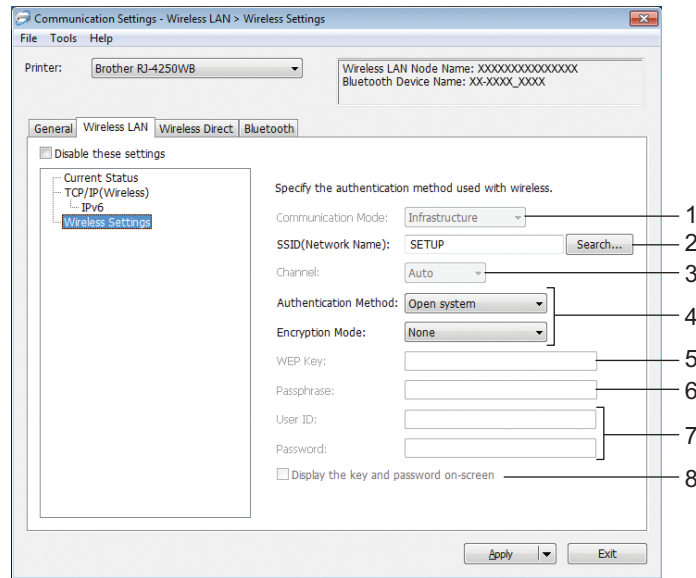 Communication Settings - Wireless LAN > Wireless Settings
File Tools Help
Printer: Brother RJ-4250WB
Wireless LAN Node Name: XXXXXXXXXXXXXXX
Bluetooth Device Name: XX-XXXX_XXXX
General Wireless LAN Wireless Direct Bluetooth
Disable these settings
Current Status
TCP/IP(Wireless)
IPv6
Wireless Settings
Specify the authentication method used with wireless.
Communication Mode: Infrastructure 1
SSID(Network Name): SETUP Search... 2
Channel: Auto 3
Authentication Method: Open system
4
Encryption Mode: None
WEP Key: 5
Passphrase: 6
User ID:
7
Password:
Display the key and password on-screen 8
Apply Exit